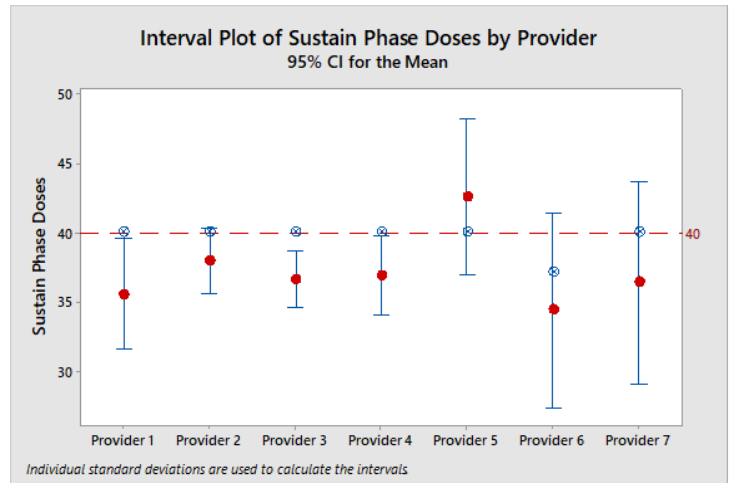 Interval Plot of Sustain Phase Doses by Provider
95% CI for the Mean
50
45
40
35
30
Sustain Phase Doses
40
Provider 1 Provider 2 Provider 3 Provider 4 Provider 5 Provider 6 Provider 7
Individual standard deviations are used to calculate the intervals.